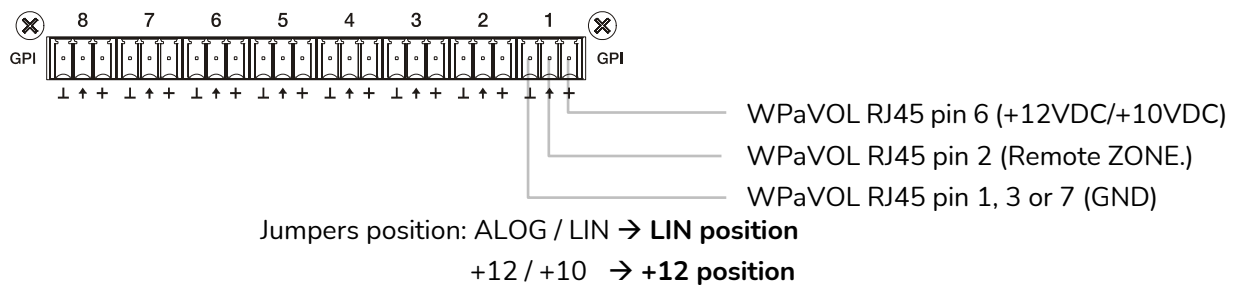 8 7 6 5 4 3 2 1
GPI GPI
⊥ ↑ + ⊥ ↑ + ⊥ ↑ + ⊥ ↑ + ⊥ ↑ + ⊥ ↑ + ⊥ ↑ + ⊥ ↑ +
WPaVOL RJ45 pin 6 (+12VDC/+10VDC)
WPaVOL RJ45 pin 2 (Remote ZONE.)
WPaVOL RJ45 pin 1, 3 or 7 (GND)
Jumpers position: ALOG / LIN → LIN position
+12 / +10 → +12 position